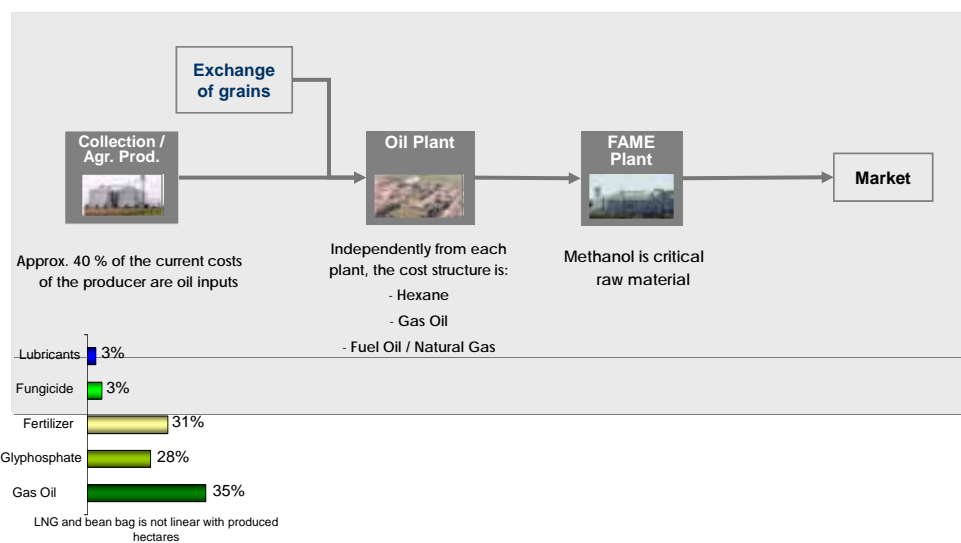 Exchange
of grains
Collection /
Agr. Prod.
Oil Plant
FAME
Plant
Market
Approx. 40 % of the current costs
of the producer are oil inputs
Independently from each
plant, the cost structure is:
- Hexane
- Gas Oil
- Fuel Oil / Natural Gas
Methanol is critical
raw material
Lubricants 3%
Fungicide 3%
Fertilizer 31%
Glyphosphate 28%
Gas Oil 35%
LNG and bean bag is not linear with produced
hectares